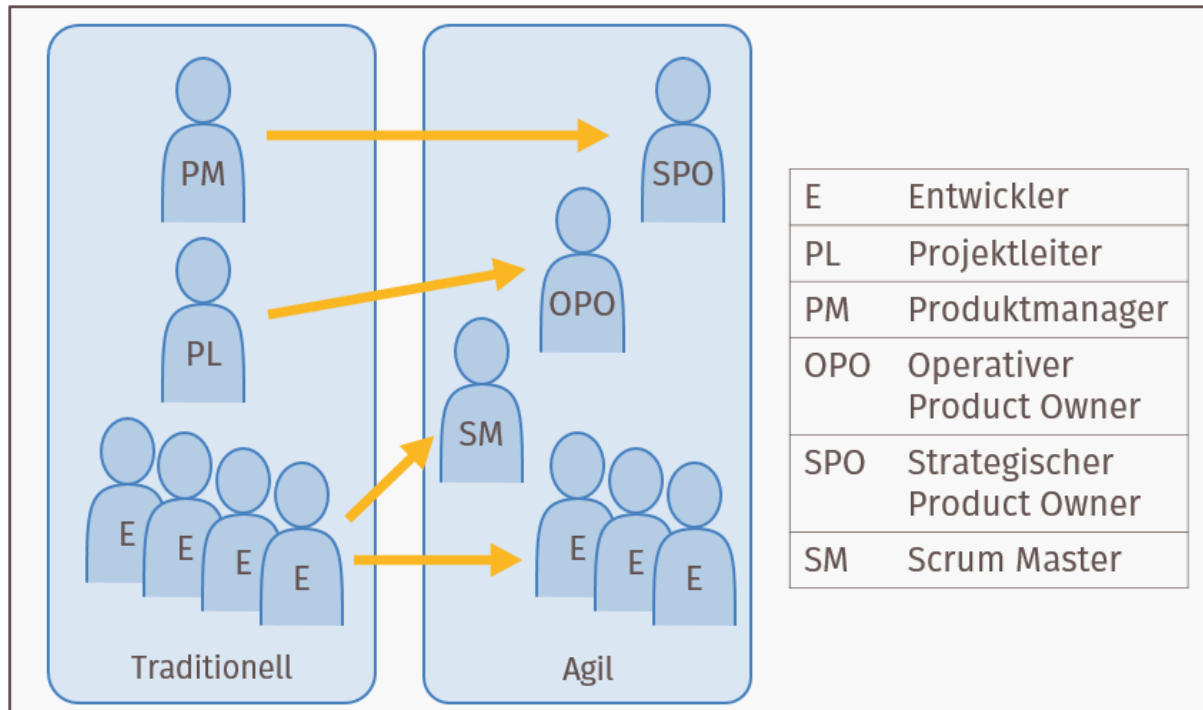 PM
SPO
OPO
PL
SM
E
E
E
E
E
E
E
Traditionell
Agil
E Entwickler
PL Projektleiter
PM Produktmanager
OPO Operativer
Product Owner
SPO Strategischer
Product Owner
SM Scrum Master